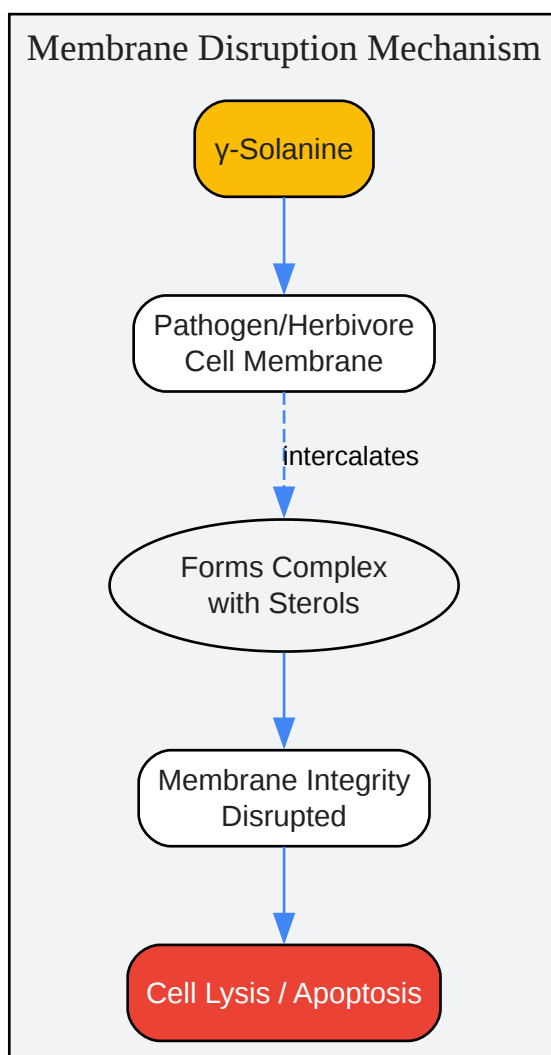 Membrane Disruption Mechanism
γ-Solanine
Pathogen/Herbivore
Cell Membrane
intercalates
Forms Complex
with Sterols
Membrane Integrity
Disrupted
Cell Lysis / Apoptosis